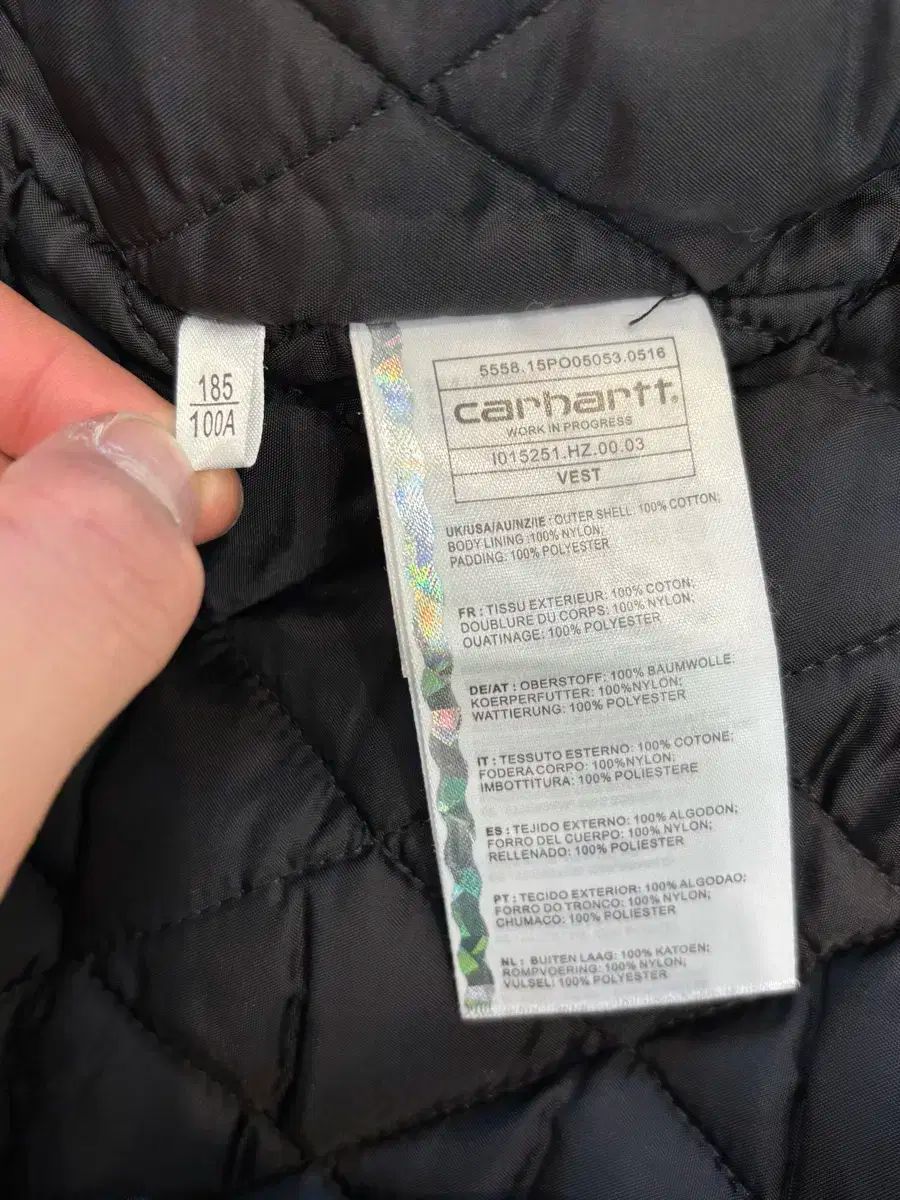 185
100A
5558.15PO05053.0516
carhartt.
WORK IN PROGRESS
I015251.HZ.00.03
VEST
UK/USA/AU/NZ/IE : OUTER SHELL: 100% COTTON;
BODY LINING :100% NYLON;
PADDING: 100% POLYESTER
FR : TISSU EXTERIEUR: 100% COTON;
DOUBLURE DU CORPS: 100% NYLON;
OUATINAGE: 100% POLYESTER
DE/AT : OBERSTOFF: 100% BAUMWOLLE:
KOERPERFUTTER: 100%NYLON;
WATTIERUNG: 100% POLYESTER
IT : TESSUTO ESTERNO: 100% COTONE;
FODERA CORPO: 100%NYLON;
IMBOTTITURA: 100% POLIESTERE
ES : TEJIDO EXTERNO: 100% ALGODON;
FORRO DEL CUERPO: 100% NYLON;
RELLENADO: 100% POLIESTER
PT : TECIDO EXTERIOR: 100% ALGODAO;
FORRO DO TRONCO: 100% NYLON;
CHUMACO: 100% POLIESTER
NL : BUITEN LAAG: 100% KATOEN;
ROMPVOERING: 100% NYLON;
VULSEL: 100% POLYESTER